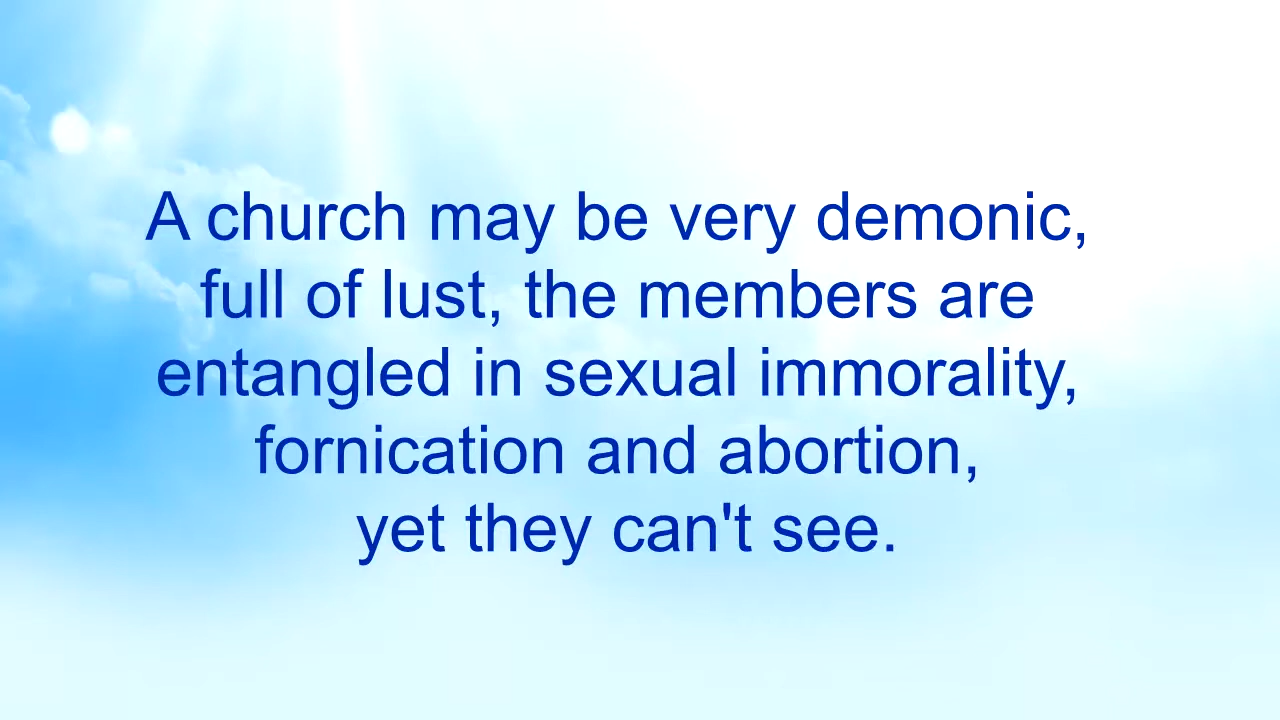 A church may be very demonic,
full of lust, the members are
entangled in sexual immorality,
fornication and abortion,
yet they can't see.